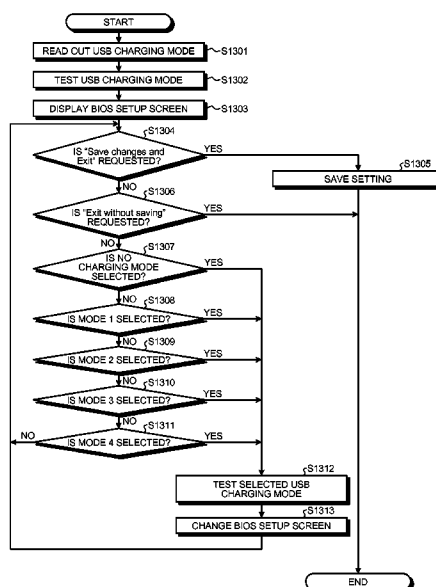 START
READ OUT USB CHARGING MODE
S1301
TEST USB CHARGING MODE
S1302
DISPLAY BIOS SETUP SCREEN
S1303
S1304
IS "Save changes and
Exit" REQUESTED?
YES
NO
S1305
SAVE SETTING
S1306
IS "Exit without saving"
REQUESTED?
YES
NO
S1307
IS NO
CHARGING MODE
SELECTED?
YES
NO
S1308
IS MODE 1 SELECTED?
YES
NO
S1309
IS MODE 2 SELECTED?
YES
NO
S1310
IS MODE 3 SELECTED?
YES
NO
S1311
NO
IS MODE 4 SELECTED?
YES
S1312
TEST SELECTED USB
CHARGING MODE
S1313
CHANGE BIOS SETUP SCREEN
END